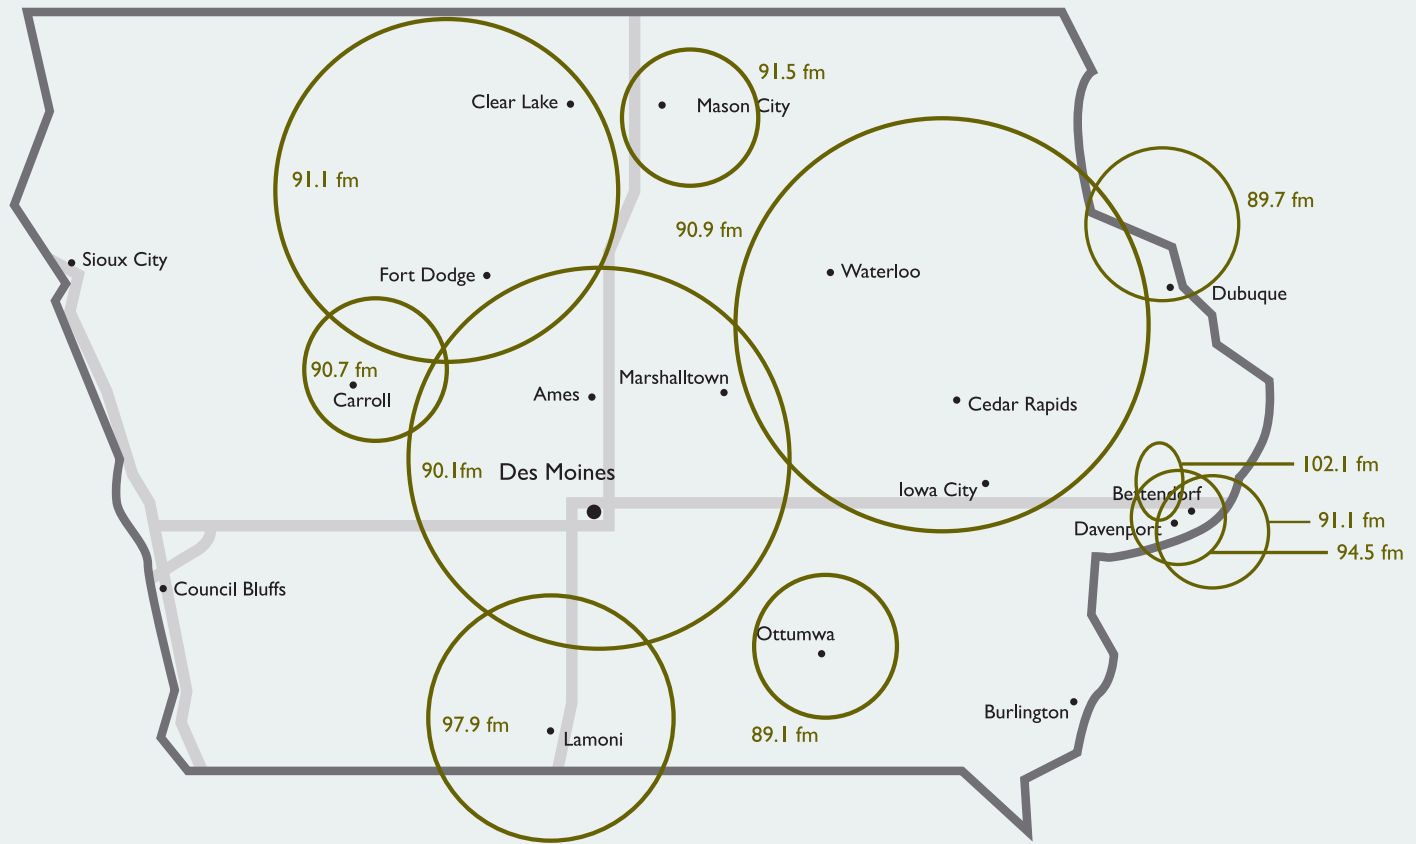 91.5 fm
Clear Lake
Mason City
91.1 fm
89.7 fm
90.9 fm
Sioux City
Fort Dodge
Waterloo
Dubuque
90.7 fm
Marshalltown
Ames
Carroll
Cedar Rapids
90.1fm
Des Moines
102.1 fm
Iowa City
Bettendorf
91.1 fm
Davenport
94.5 fm
Council Bluffs
Ottumwa
Burlington
97.9 fm
89.1 fm
Lamoni